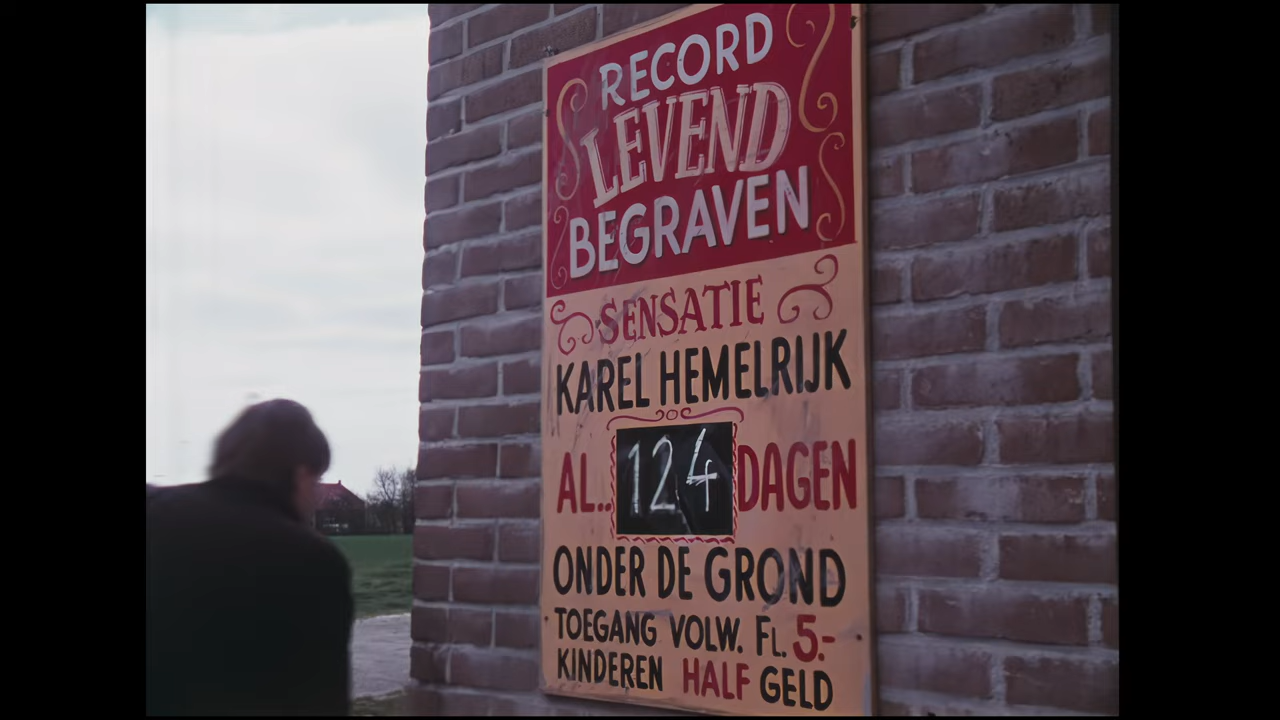 RECORD
LEVEND
BEGRAVEN
SENSATIE
KAREL HEMELRIJK
AL.. 124 DAGEN
ONDER DE GROND
TOEGANG VOLW. FL. 5.-
KINDEREN HALF GELD